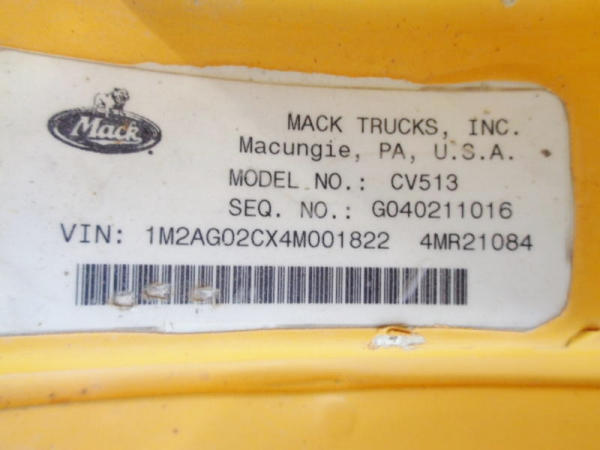 Mack
MACK TRUCKS, INC.
Macungie, PA, U.S.A.
MODEL NO.: CV513
SEQ. NO.: G040211016
VIN: 1M2AG02CX4M001822 4MR21084